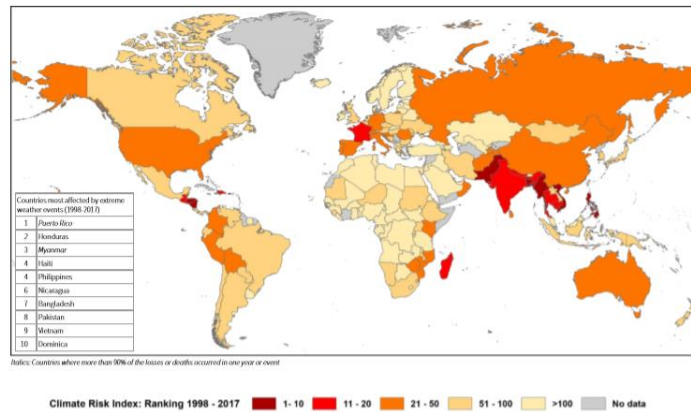 Countries most affected by extreme
weather events (1998-2017)
1 Puerto Rico
2 Honduras
3 Myanmar
4 Haiti
4 Philippines
6 Nicaragua
7 Bangladesh
8 Pakistan
9 Vietnam
10 Dominica
Italics: Countries where more than 90% of the losses or deaths occurred in one year or event
Climate Risk Index: Ranking 1998 - 2017 1 - 10 11 - 20 21 - 50 51 - 100 >100 No data